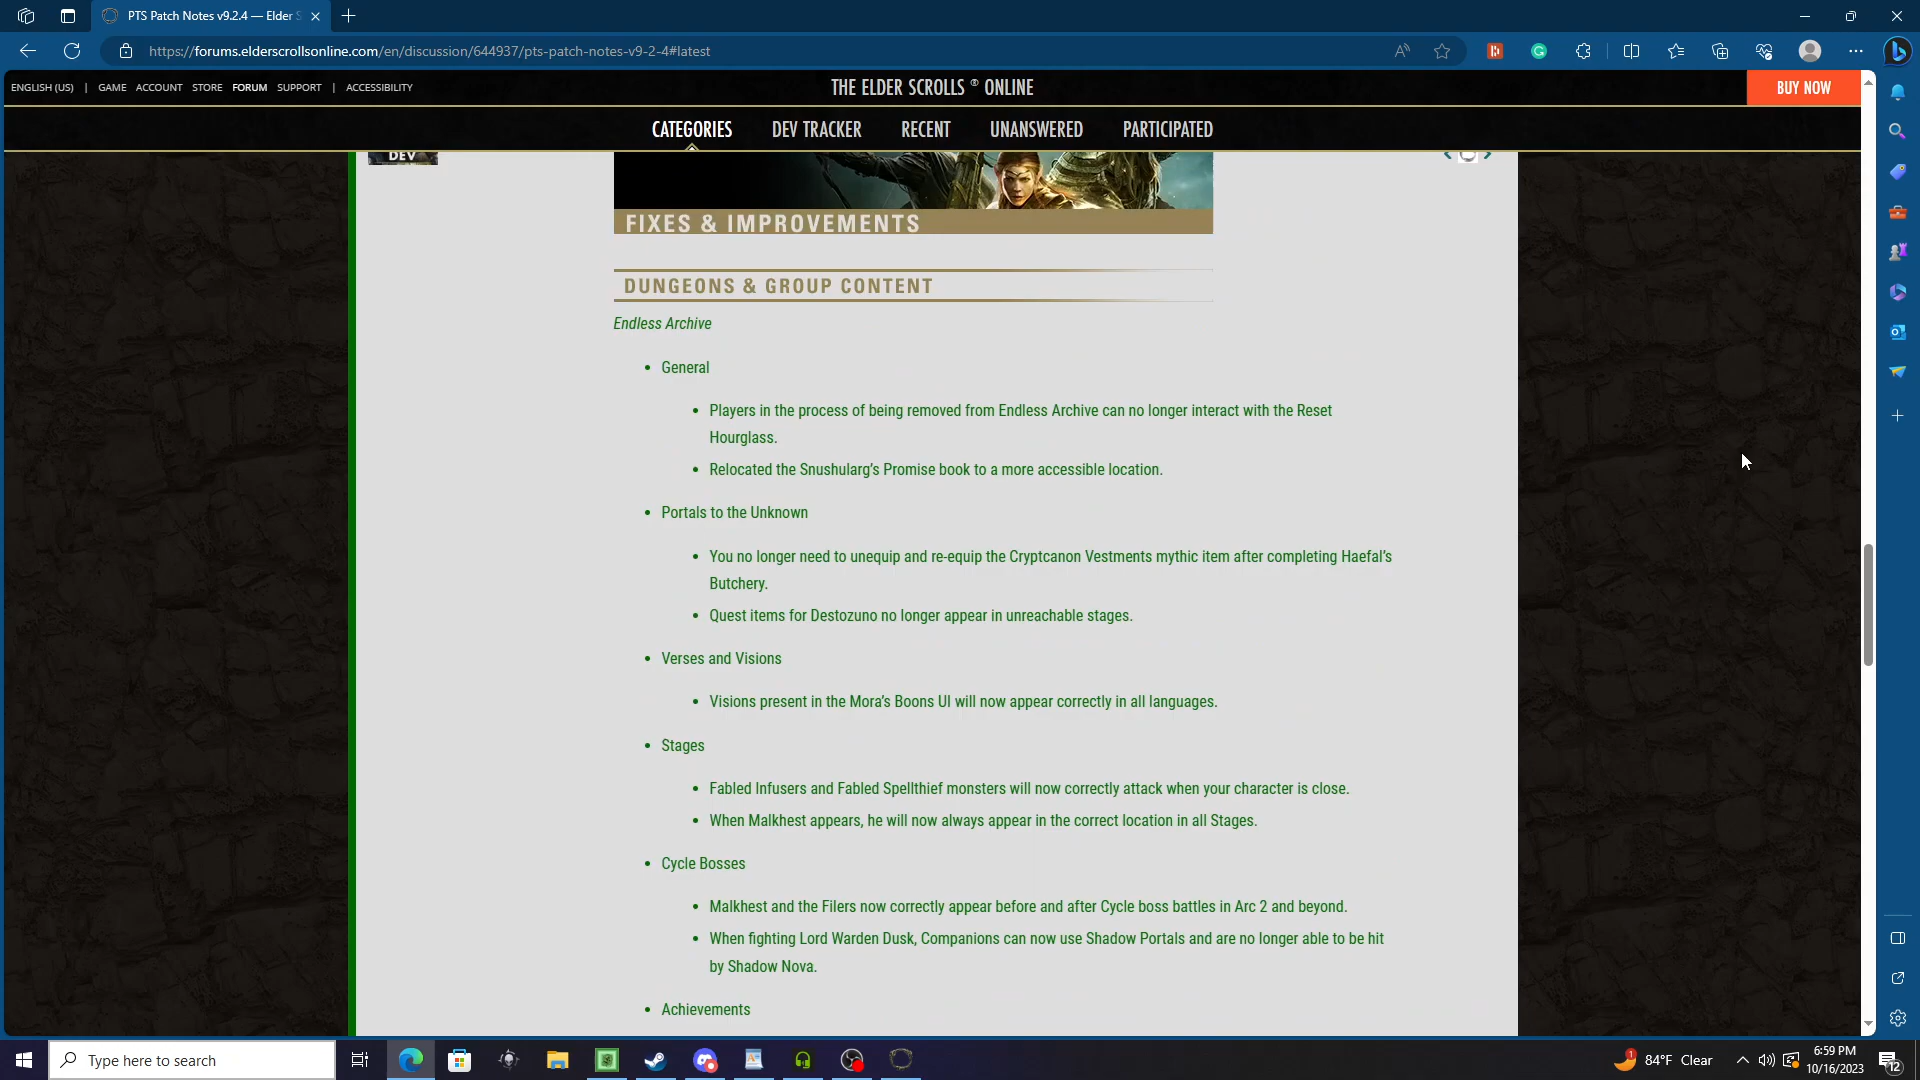 PTS Patch Notes v9.2.4 — Elder S
https://forums.elderscrollsonline.com/en/discussion/644937/pts-patch-notes-v9-2-4#latest
ENGLISH (US) | GAME ACCOUNT STORE FORUM SUPPORT | ACCESSIBILITY
THE ELDER SCROLLS ® ONLINE
BUY NOW
CATEGORIES DEV TRACKER RECENT UNANSWERED PARTICIPATED
DEV
FIXES & IMPROVEMENTS
DUNGEONS & GROUP CONTENT
Endless Archive
• General
• Players in the process of being removed from Endless Archive can no longer interact with the Reset
Hourglass.
• Relocated the Snushularg's Promise book to a more accessible location.
• Portals to the Unknown
• You no longer need to unequip and re-equip the Cryptcanon Vestments mythic item after completing Haefal's
Butchery.
• Quest items for Destozuno no longer appear in unreachable stages.
• Verses and Visions
• Visions present in the Mora's Boons UI will now appear correctly in all languages.
• Stages
• Fabled Infusers and Fabled Spellthief monsters will now correctly attack when your character is close.
• When Malkhest appears, he will now always appear in the correct location in all Stages.
• Cycle Bosses
• Malkhest and the Filers now correctly appear before and after Cycle boss battles in Arc 2 and beyond.
• When fighting Lord Warden Dusk, Companions can now use Shadow Portals and are no longer able to be hit
by Shadow Nova.
• Achievements
Type here to search
1
84°F Clear
6:59 PM
10/16/2023
12